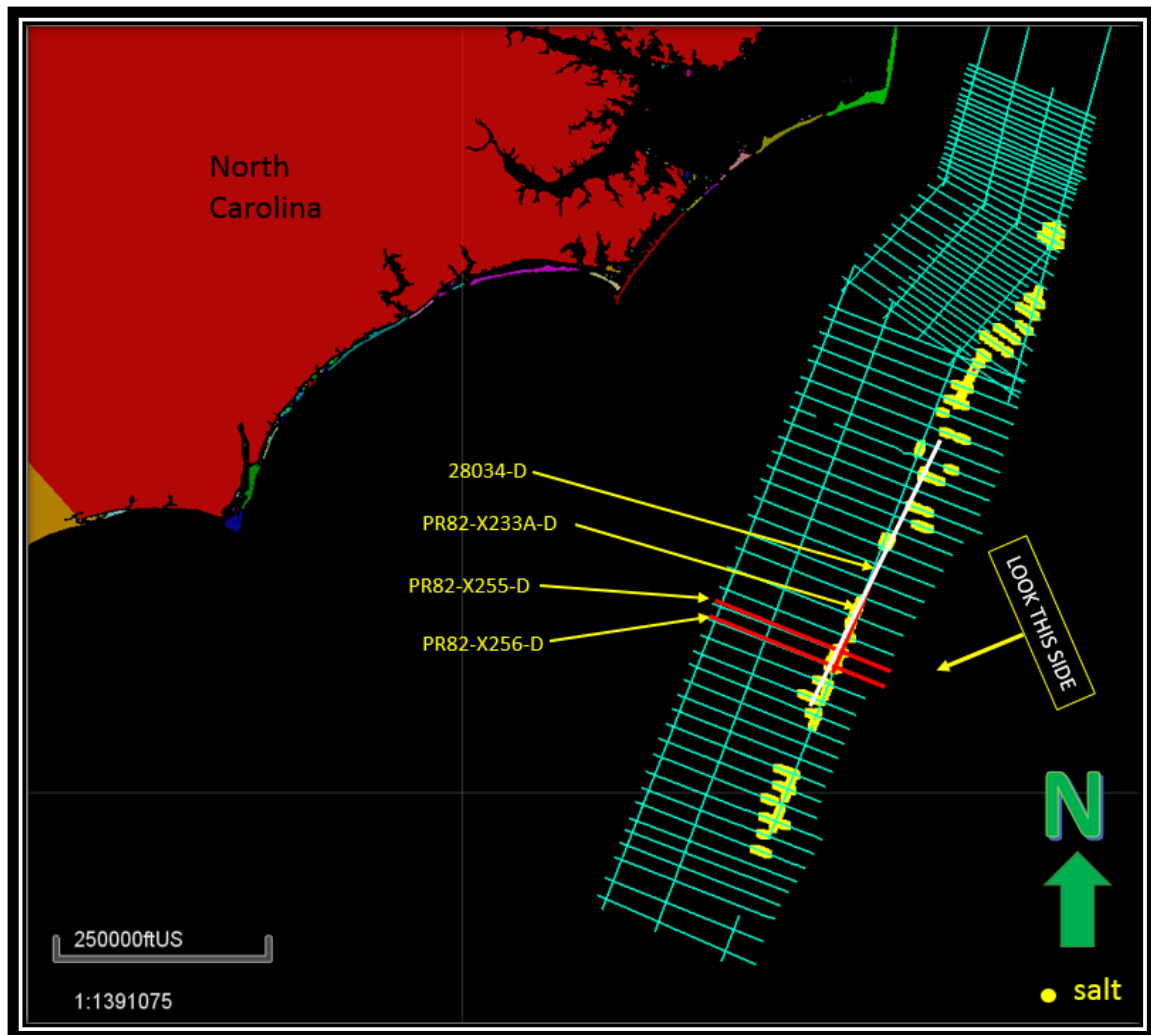 North
Carolina
28034-D
PR82-X233A-D
PR82-X255-D
PR82-X256-D
LOOK THIS SIDE
N
250000ftUS
1:1391075
salt